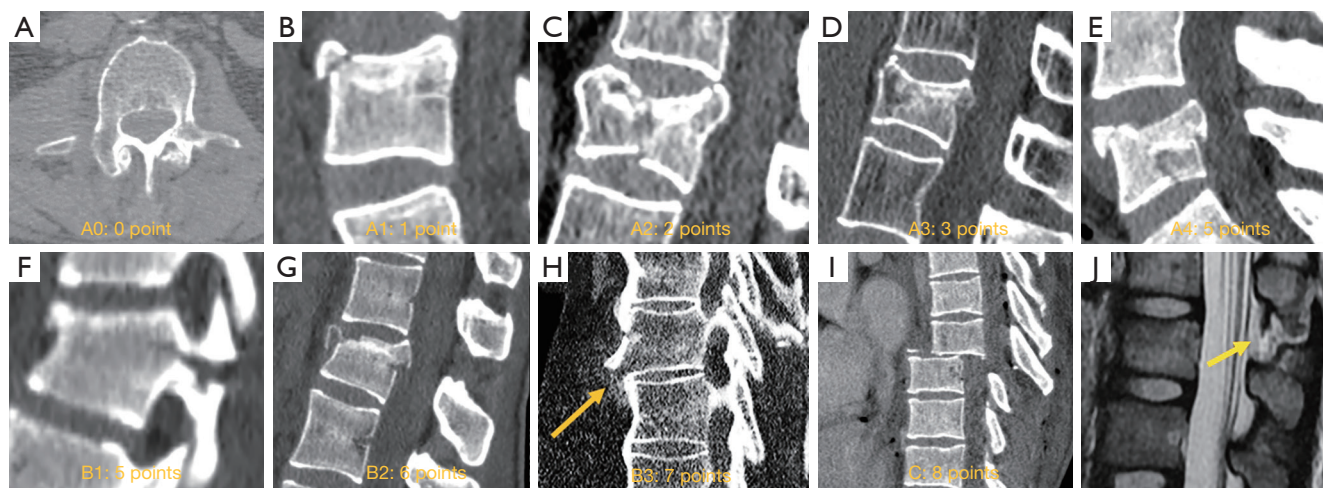 A
B
C
D
E
A0: 0 point
A1: 1 point
A2: 2 points
A3: 3 points
A4: 5 points
F
G
H
I
J
B1: 5 points
B2: 6 points
B3: 7 points
C: 8 points